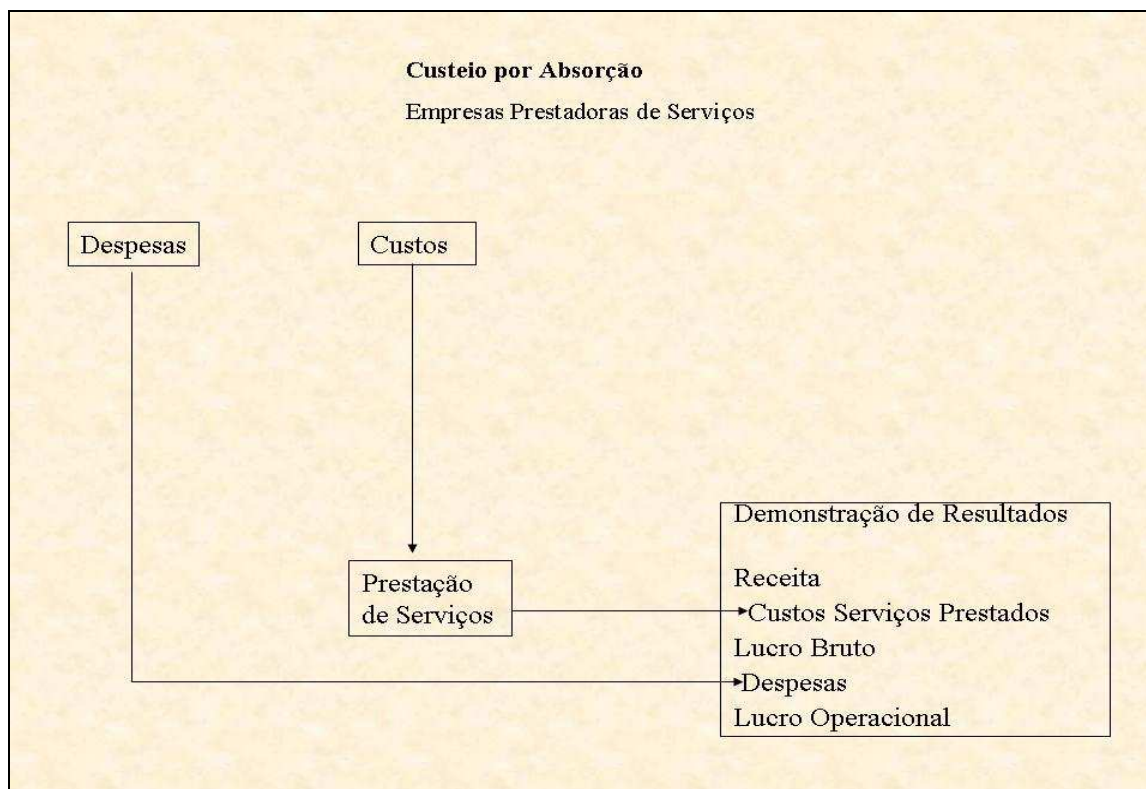 Custeio por Absorção
Empresas Prestadoras de Serviços
Despesas
Custos
Prestação
de Serviços
Demonstração de Resultados
Receita
Custos Serviços Prestados
Lucro Bruto
Despesas
Lucro Operacional